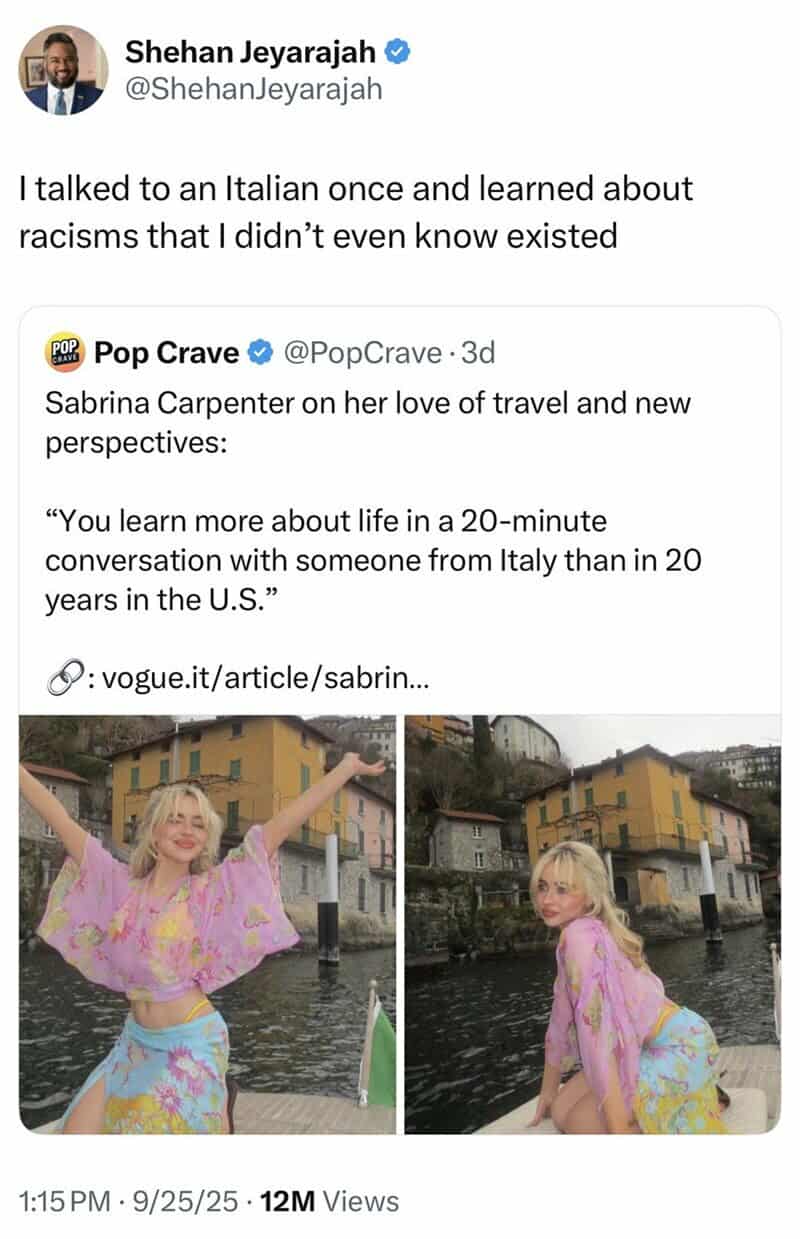 Shehan Jeyarajah
@ShehanJeyarajah
I talked to an Italian once and learned about
racisms that I didn’t even know existed
POP
CRAVE
Pop Crave @PopCrave · 3d
Sabrina Carpenter on her love of travel and new
perspectives:
“You learn more about life in a 20-minute
conversation with someone from Italy than in 20
years in the U.S.”
🔗: vogue.it/article/sabrin...
1:15 PM · 9/25/25 · 12M Views